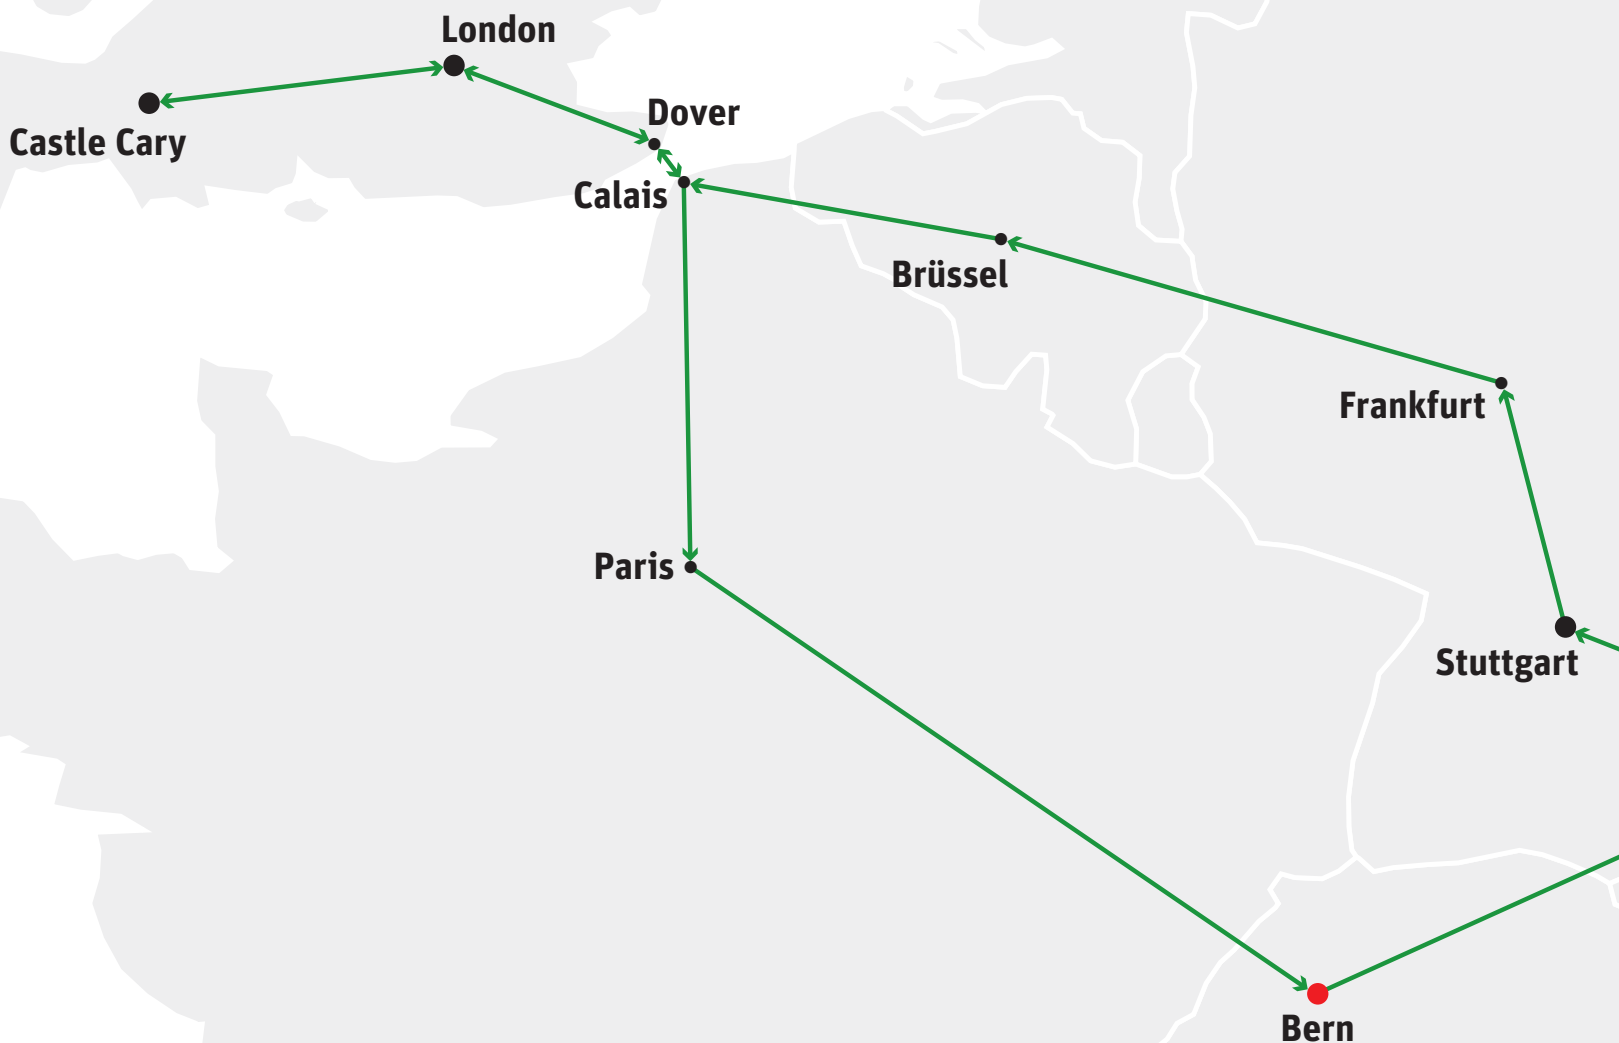 London
Dover
Castle Cary
Calais
Brüssel
Frankfurt
Paris
Stuttgart
Bern